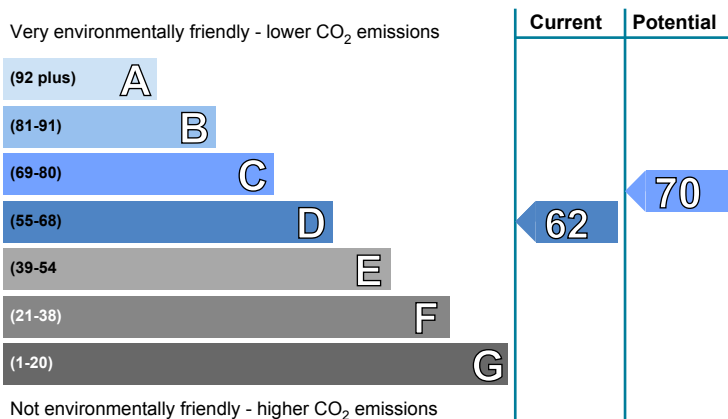 Very environmentally friendly - lower CO2 emissions
Current
Potential
(92 plus) A
(81-91) B
(69-80) C
(55-68) D
(39-54 E
(21-38) F
(1-20) G
62
70
Not environmentally friendly - higher CO2 emissions